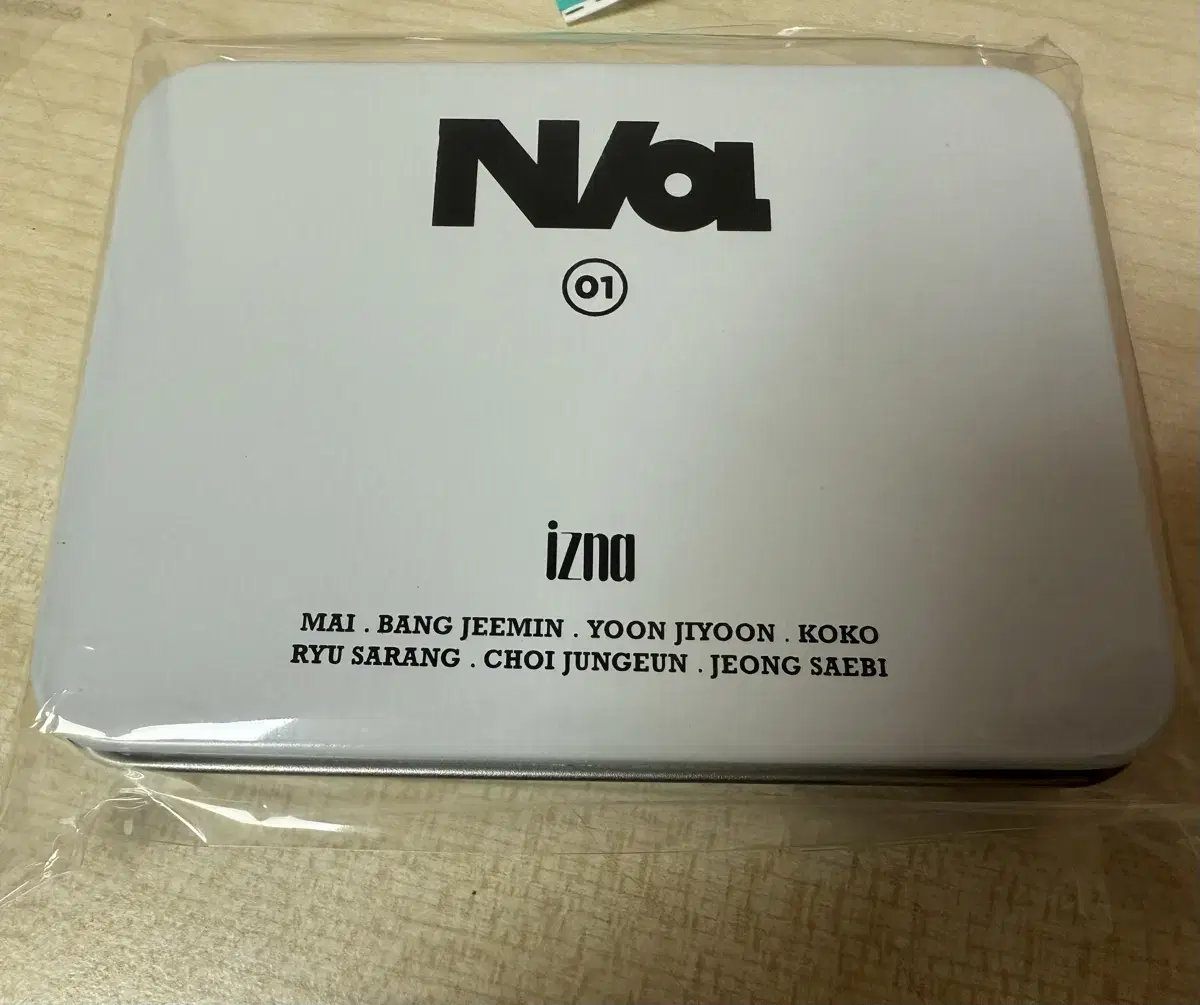 N/a
01
izna
MAI . BANG JEEMIN . YOON JIYOON . KOKO
RYU SARANG . CHOI JUNGEUN . JEONG SAEBI